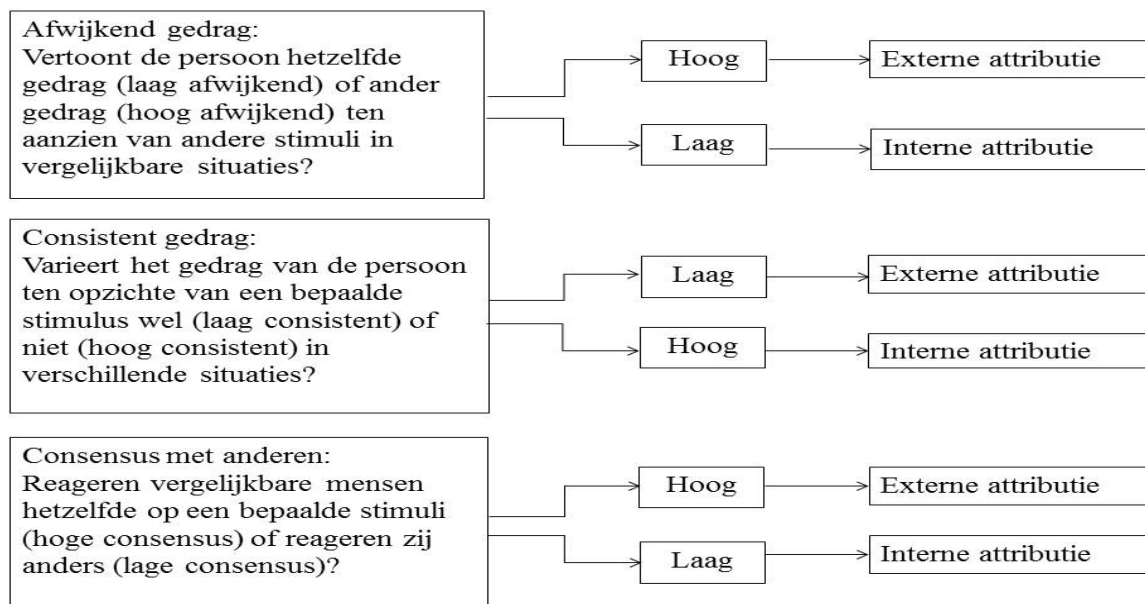 Afwijkend gedrag:
Vertoont de persoon hetzelfde
gedrag (laag afwijkend) of ander
gedrag (hoog afwijkend) ten
aanzien van andere stimuli in
vergelijkbare situaties?
Hoog
Externe attributie
Laag
Interne attributie
Consistent gedrag:
Varieert het gedrag van de persoon
ten opzichte van een bepaalde
stimulus wel (laag consistent) of
niet (hoog consistent) in
verschillende situaties?
Laag
Externe attributie
Hoog
Interne attributie
Consensus met anderen:
Reageren vergelijkbare mensen
hetzelfde op een bepaalde stimuli
(hoge consensus) of reageren zij
anders (lage consensus)?
Hoog
Externe attributie
Laag
Interne attributie